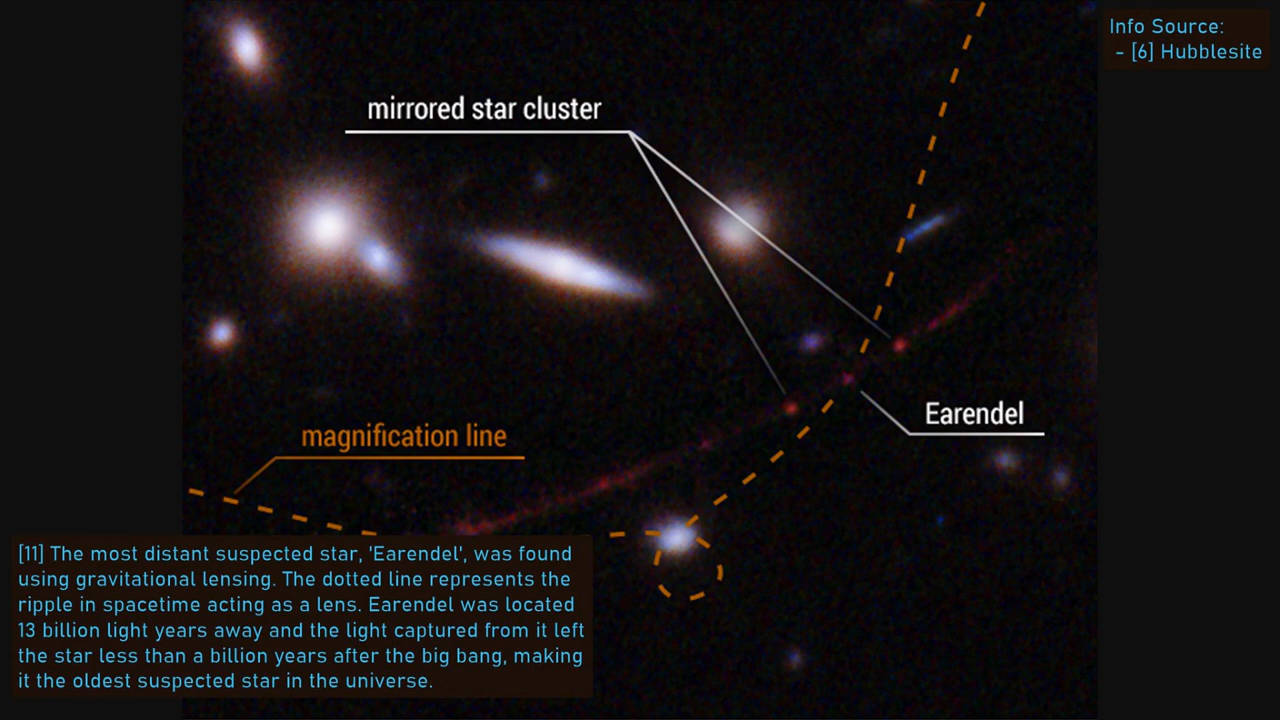 Info Source:
- [6] Hubblesite
mirrored star cluster
Earendel
magnification line
[11] The most distant suspected star, 'Earendel', was found
using gravitational lensing. The dotted line represents the
ripple in spacetime acting as a lens. Earendel was located
13 billion light years away and the light captured from it left
the star less than a billion years after the big bang, making
it the oldest suspected star in the universe.